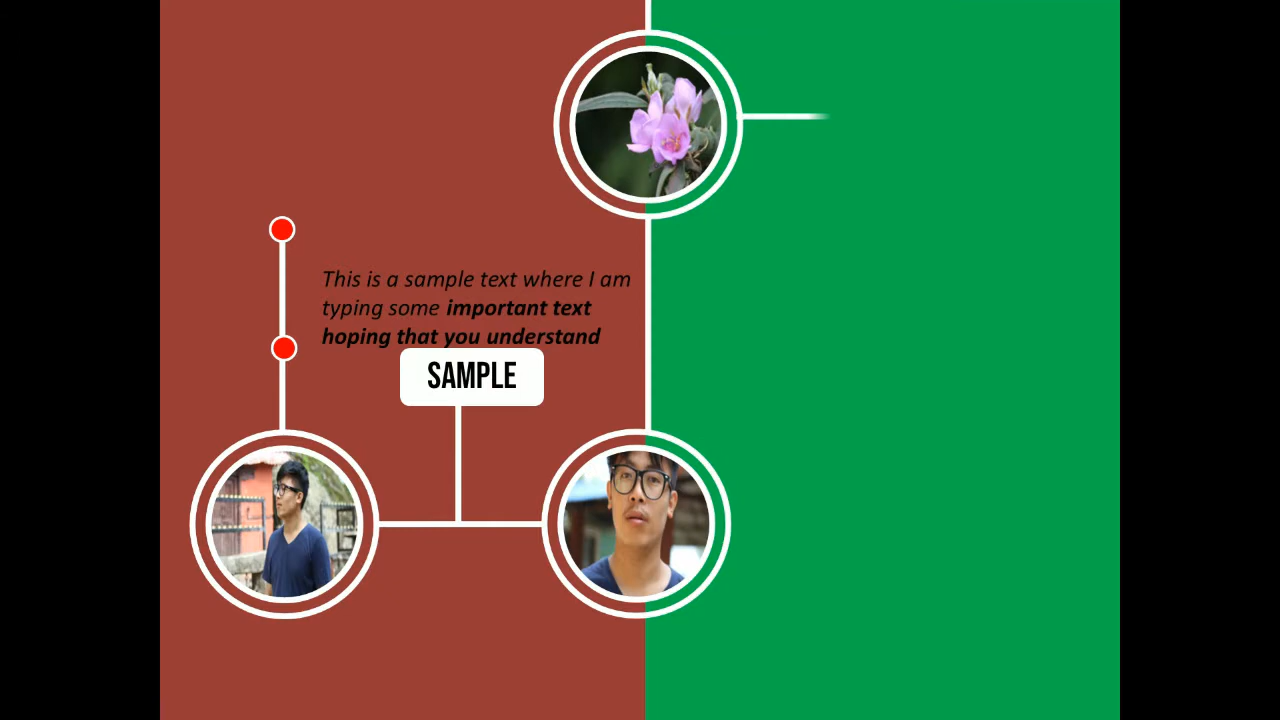 This is a sample text where I am
typing some important text
hoping that you understand
SAMPLE